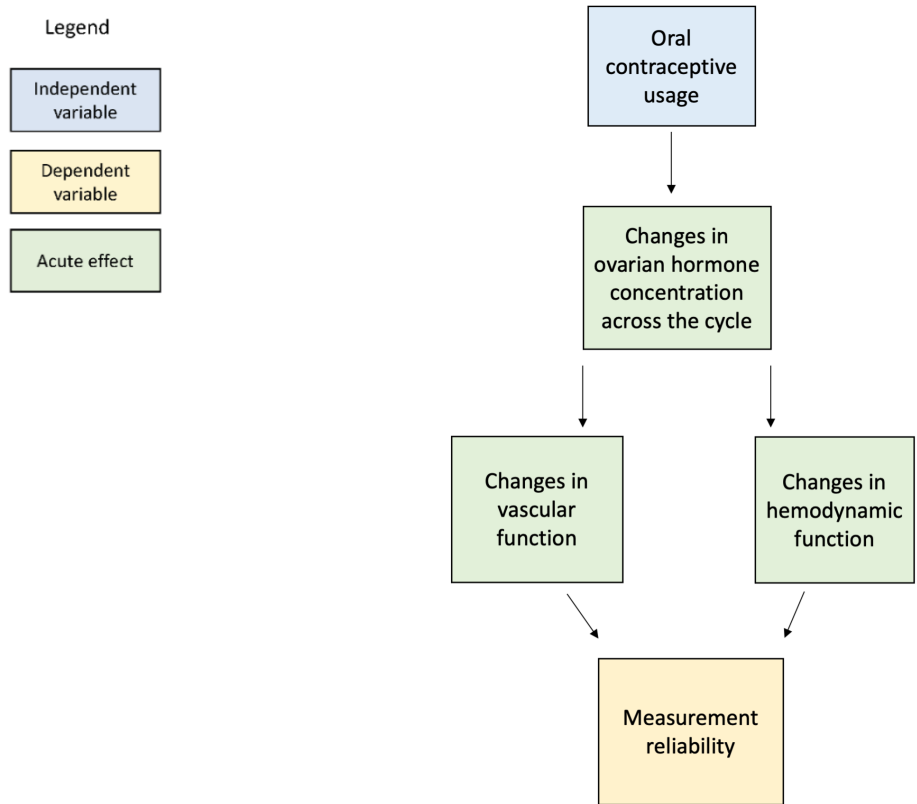 Legend
Independent
variable
Dependent
variable
Acute effect
Oral
contraceptive
usage
Changes in
ovarian hormone
concentration
across the cycle
Changes in
vascular
function
Changes in
hemodynamic
function
Measurement
reliability